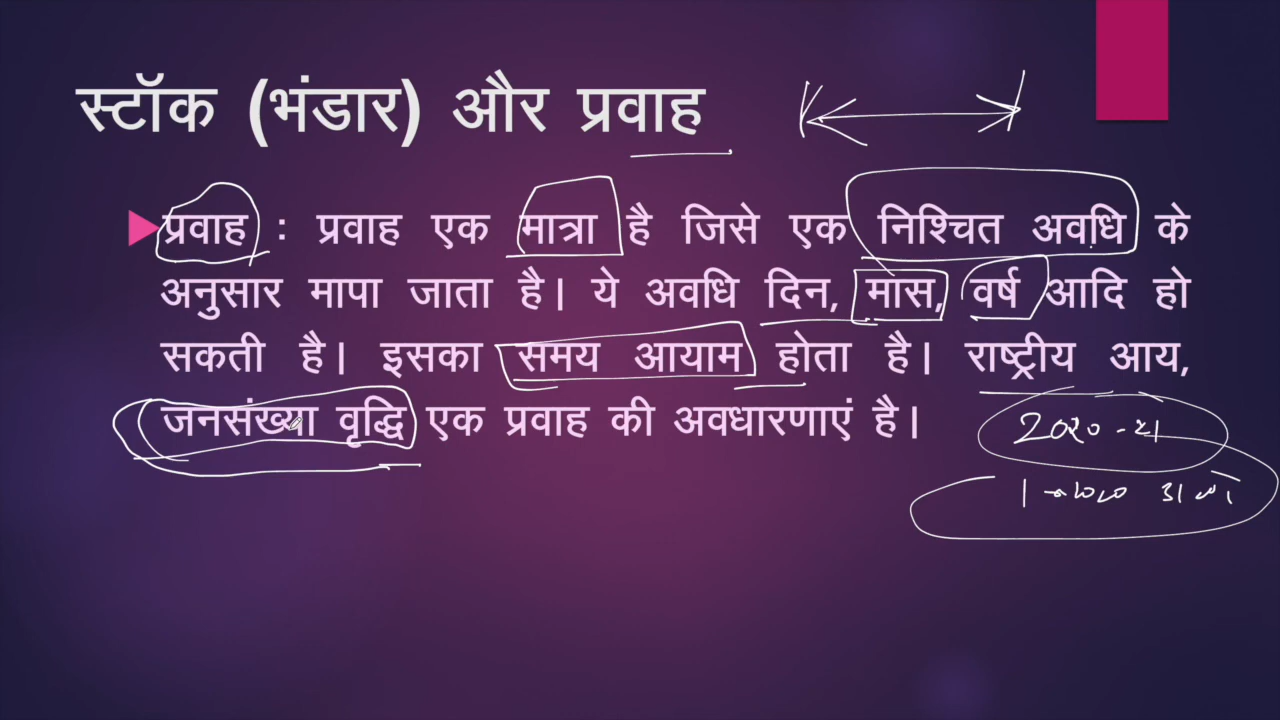 स्टॉक (भंडार) और प्रवाह
प्रवाह : प्रवाह एक मात्रा है जिसे एक निश्चित अवधि के
अनुसार मापा जाता है। ये अवधि दिन, मास, वर्ष आदि हो
सकती है। इसका समय आयाम होता है। राष्ट्रीय आय,
जनसंख्या वृद्धि एक प्रवाह की अवधारणाएं है।
2020-21